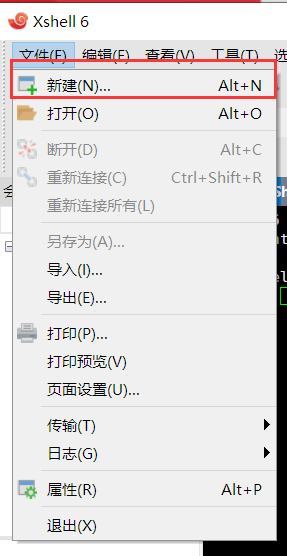 Xshell 6
文件(F) 编辑(E) 查看(V) 工具(T)
新建(N)... Alt+N
打开(O) Alt+O
断开(D) Alt+C
重新连接(C) Ctrl+Shift+R
重新连接所有(L)
另存为(A)...
导入(I)...
导出(E)...
打印(P)...
打印预览(V)
页面设置(U)...
传输(T)
日志(G)
属性(R) Alt+P
退出(X)